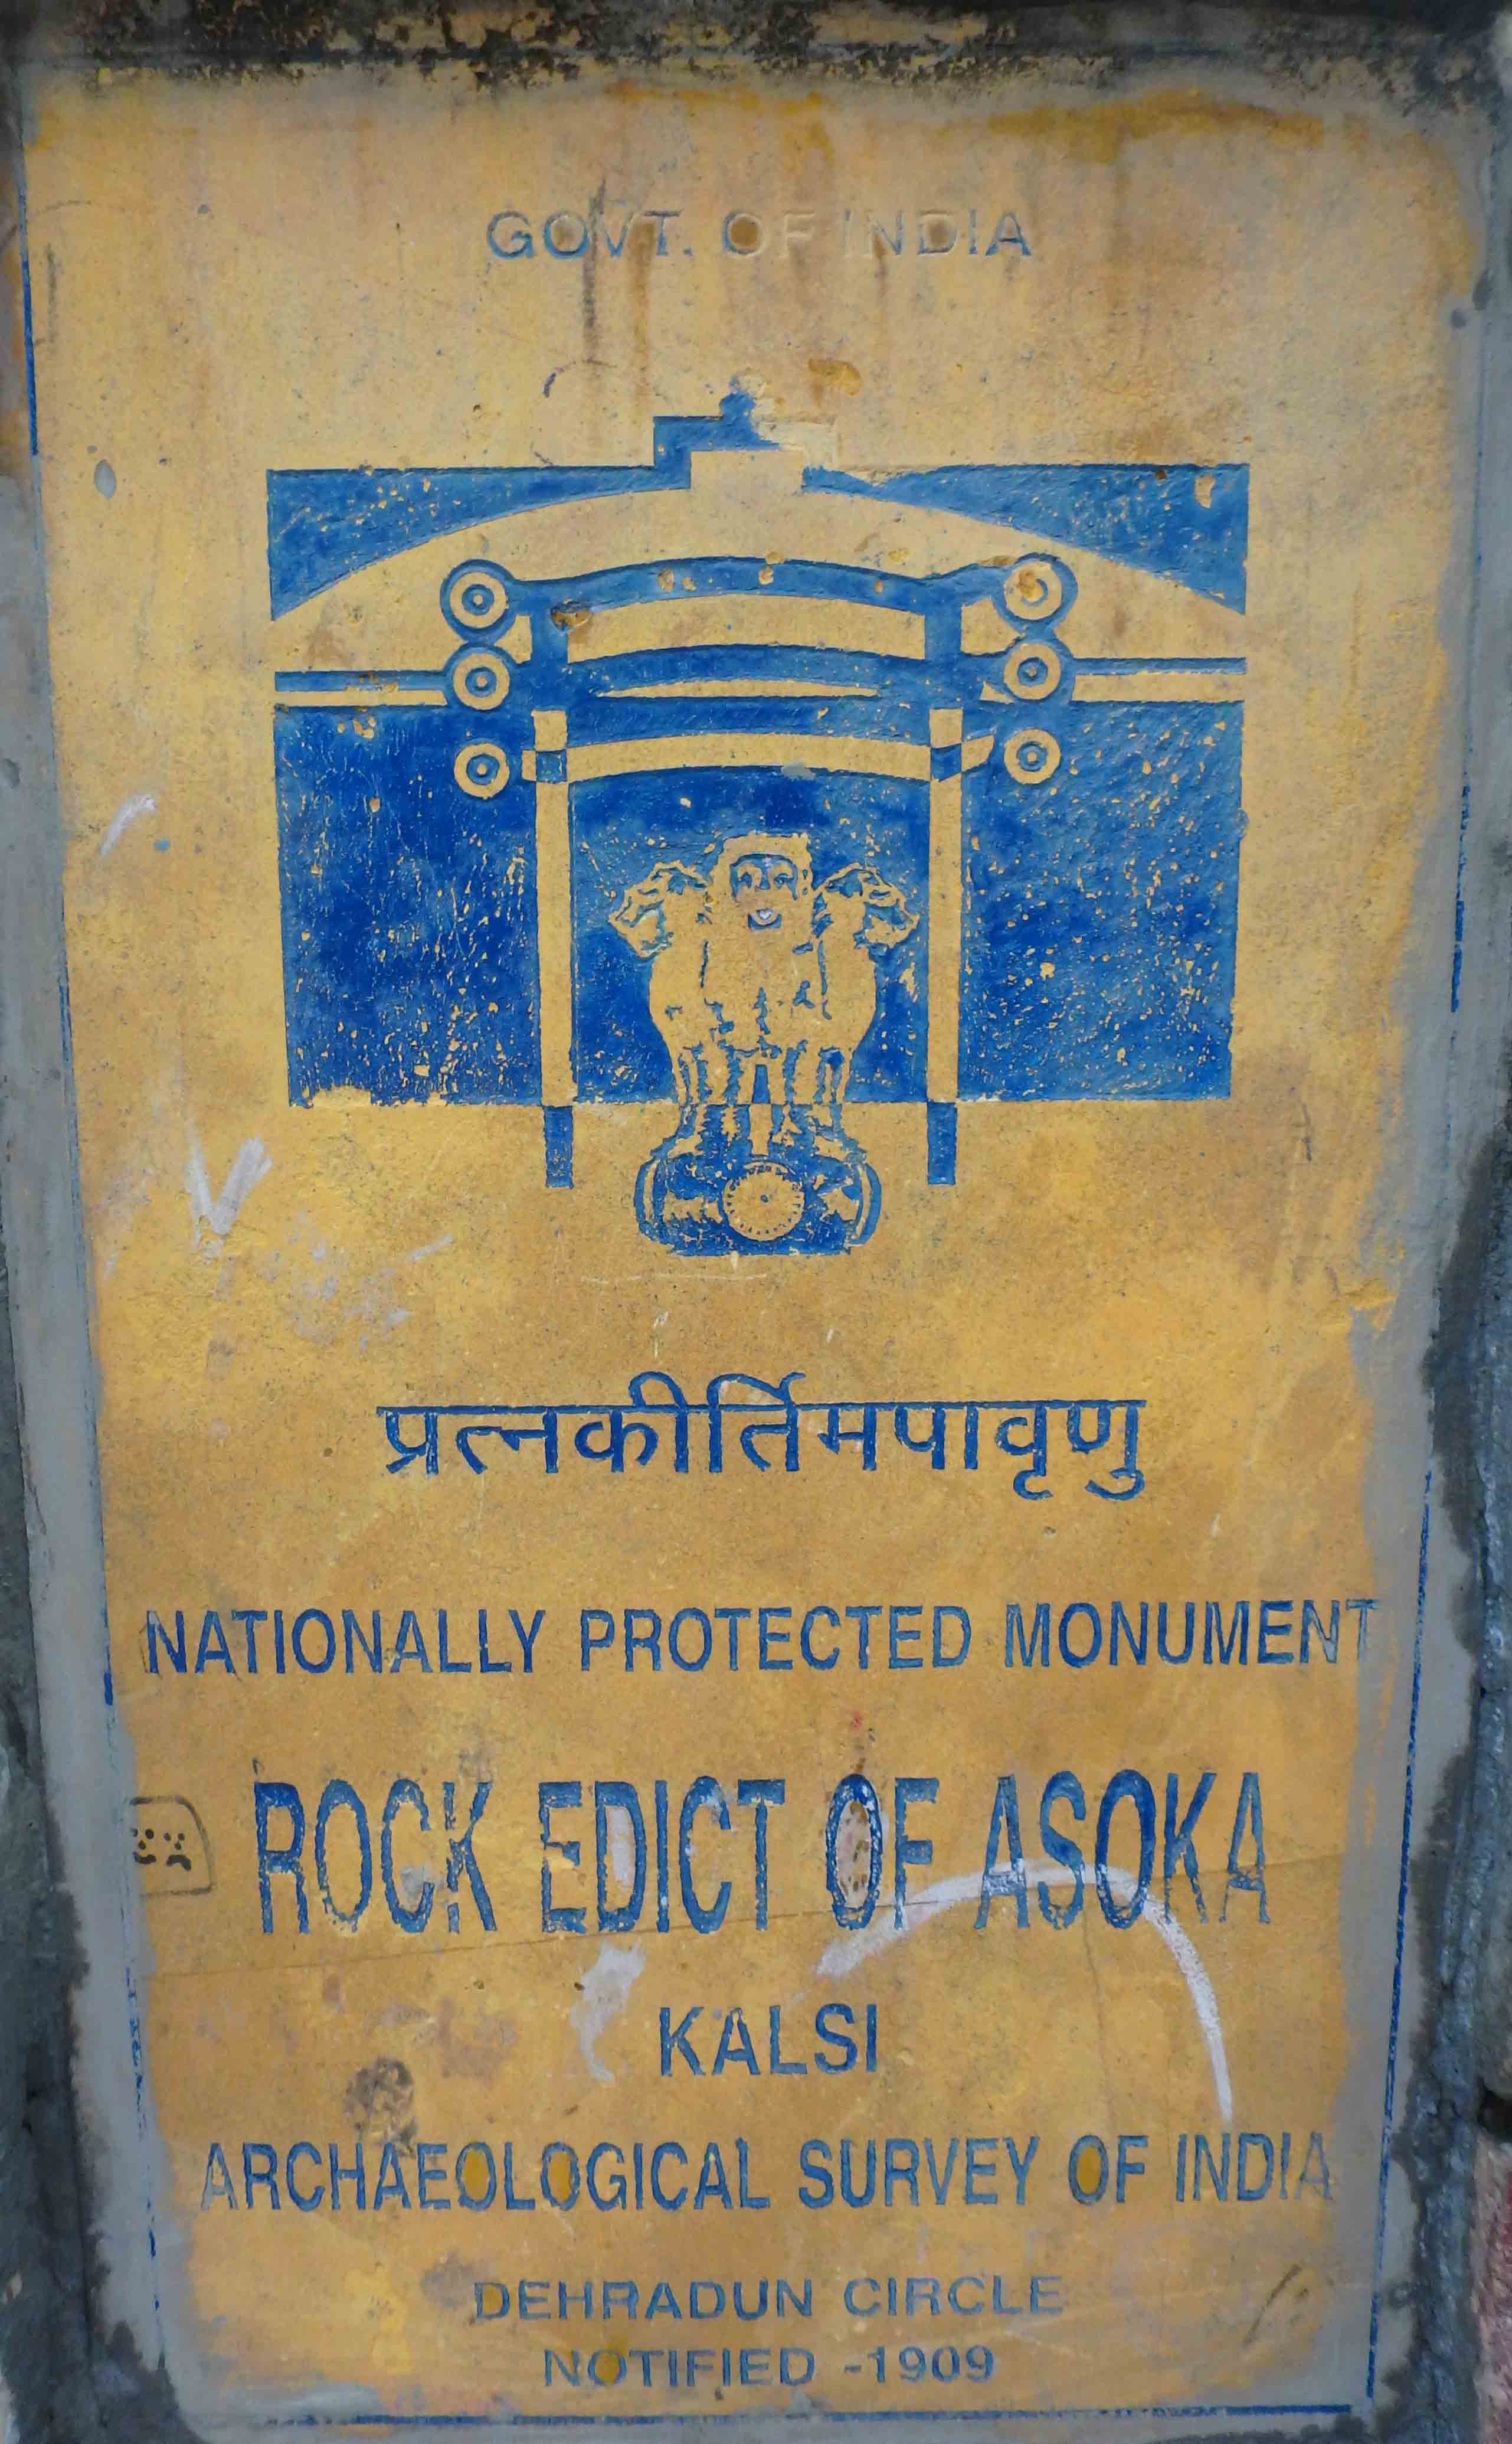 GOVT. OF INDIA
प्रत्नकीर्तिमपावृणु
NATIONALLY PROTECTED MONUMENT
ROCK EDICT OF ASOKA
KALSI
ARCHAEOLOGICAL SURVEY OF INDIA
DEHRADUN CIRCLE
NOTIFIED -1909